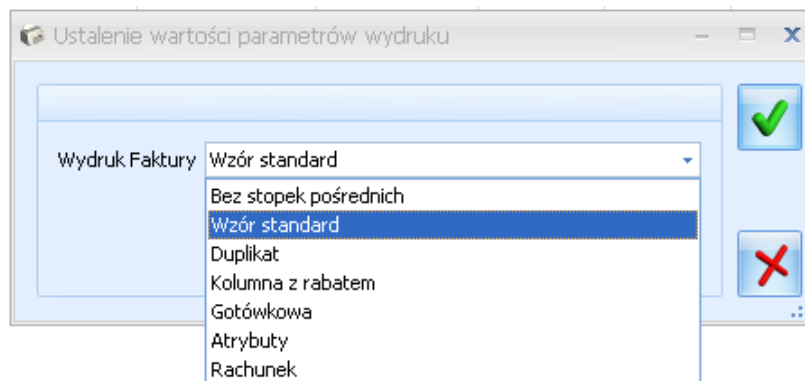 Ustalenie wartości parametrów wydruku
Wydruk Faktury Wzór standard
Bez stopek pośrednich
Wzór standard
Duplikat
Kolumna z rabatem
Gotówkowa
Atrybuty
Rachunek